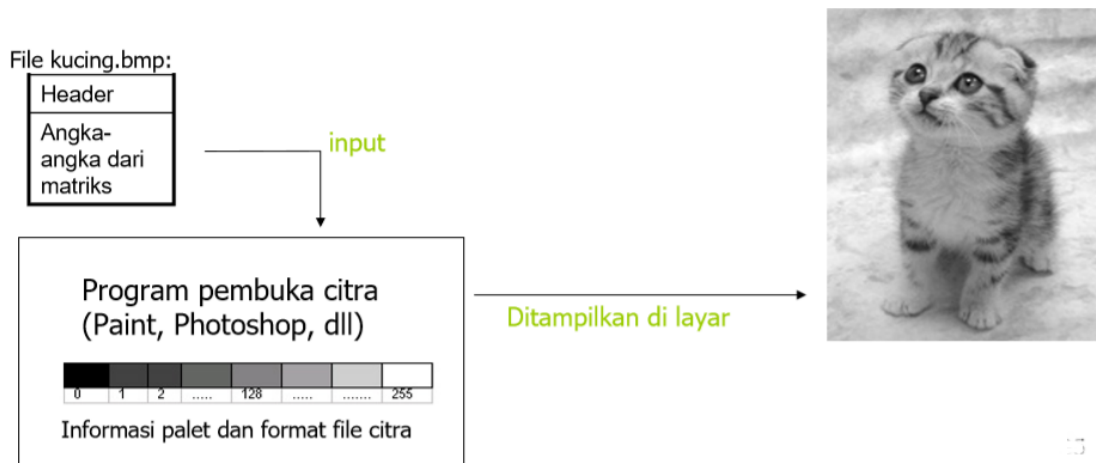 File kucing.bmp:
Header
Angka-
angka dari
matriks
input
Program pembuka citra
(Paint, Photoshop, dll)
0 1 2 ..... 128 ..... ....... 255
Informasi palet dan format file citra
Ditampilkan di layar